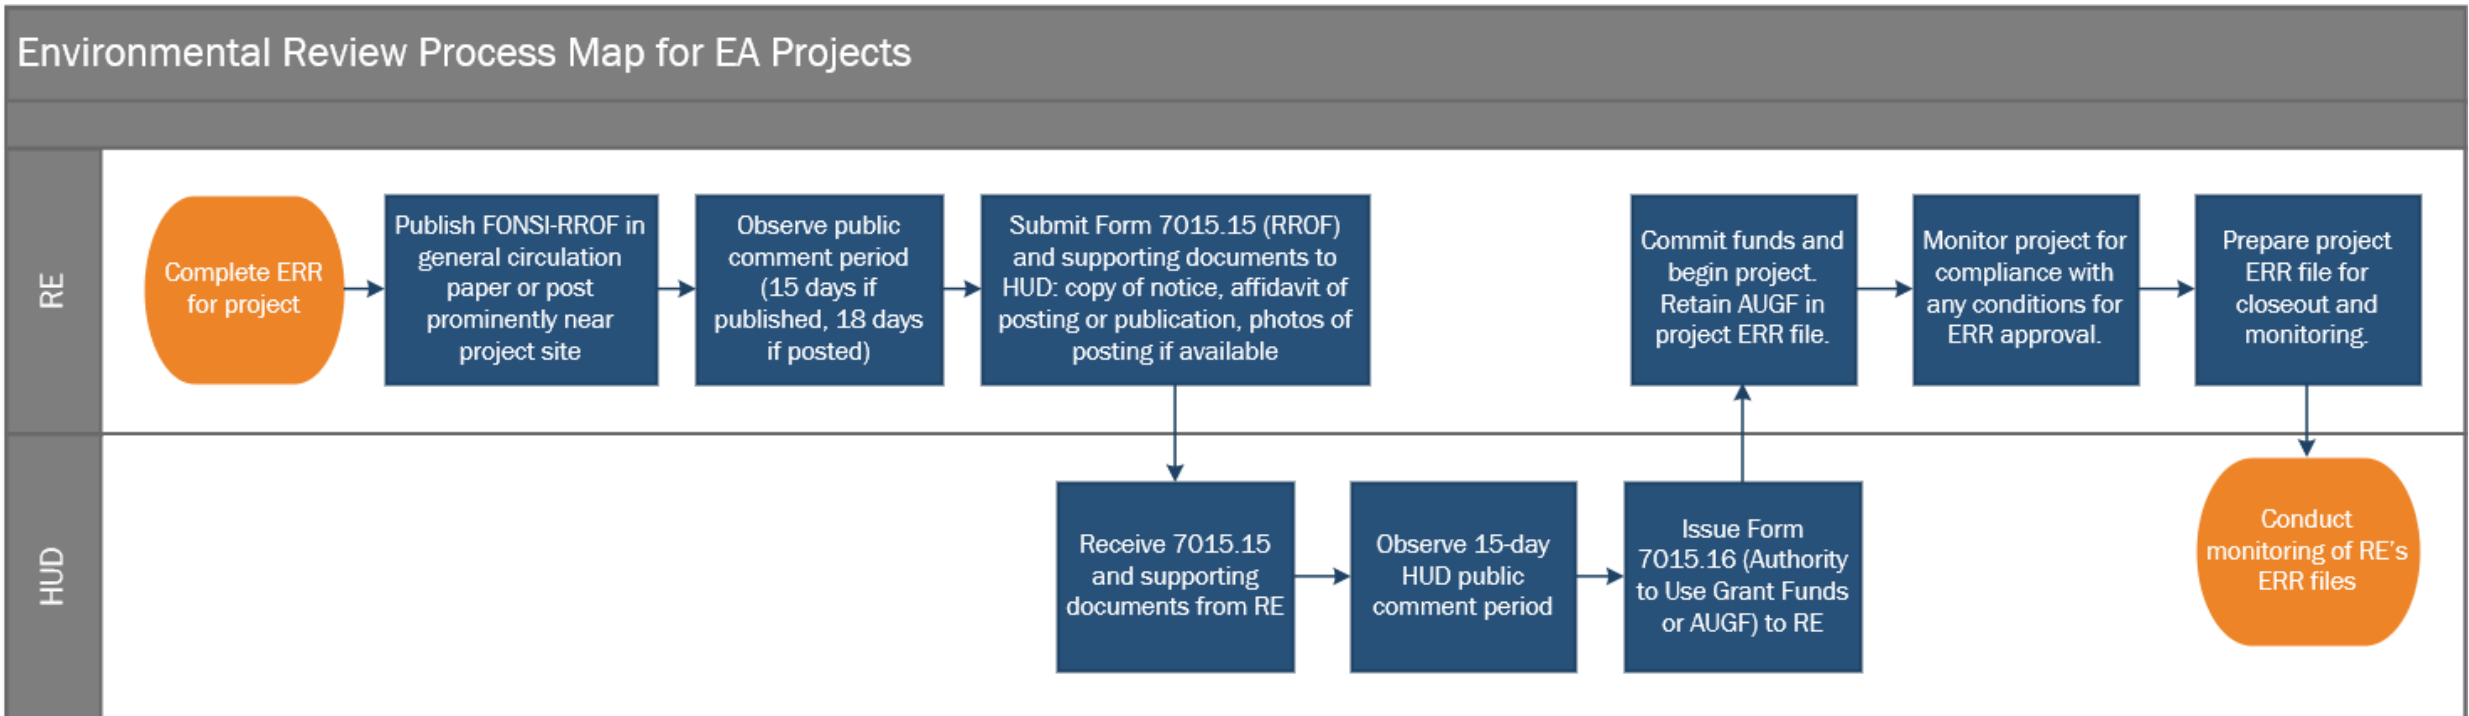 Environmental Review Process Map for EA Projects
RE
Complete ERR
for project
Publish FONSI-RROF in
general circulation
paper or post
prominently near
project site
Observe public
comment period
(15 days if
published, 18 days
if posted)
Submit Form 7015.15 (RROF)
and supporting documents to
HUD: copy of notice, affidavit of
posting or publication, photos of
posting if available
Commit funds and
begin project.
Retain AUGF in
project ERR file.
Monitor project for
compliance with
any conditions for
ERR approval.
Prepare project
ERR file for
closeout and
monitoring.
HUD
Receive 7015.15
and supporting
documents from RE
Observe 15-day
HUD public
comment period
Issue Form
7015.16 (Authority
to Use Grant Funds
or AUGF) to RE
Conduct
monitoring of RE's
ERR files